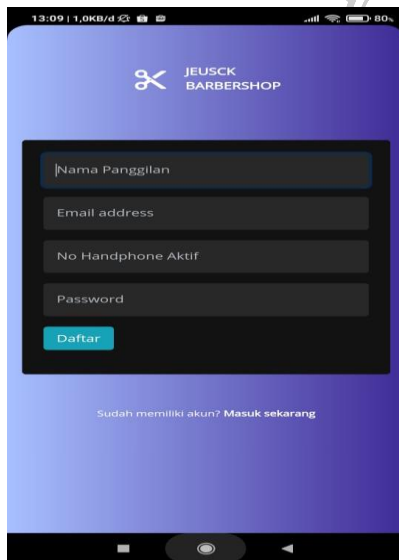 13:09 | 1,0KB/d
80%
JEUSCK
BARBERSHOP
Nama Panggilan
Email address
No Handphone Aktif
Password
Daftar
Sudah memiliki akun? Masuk sekarang